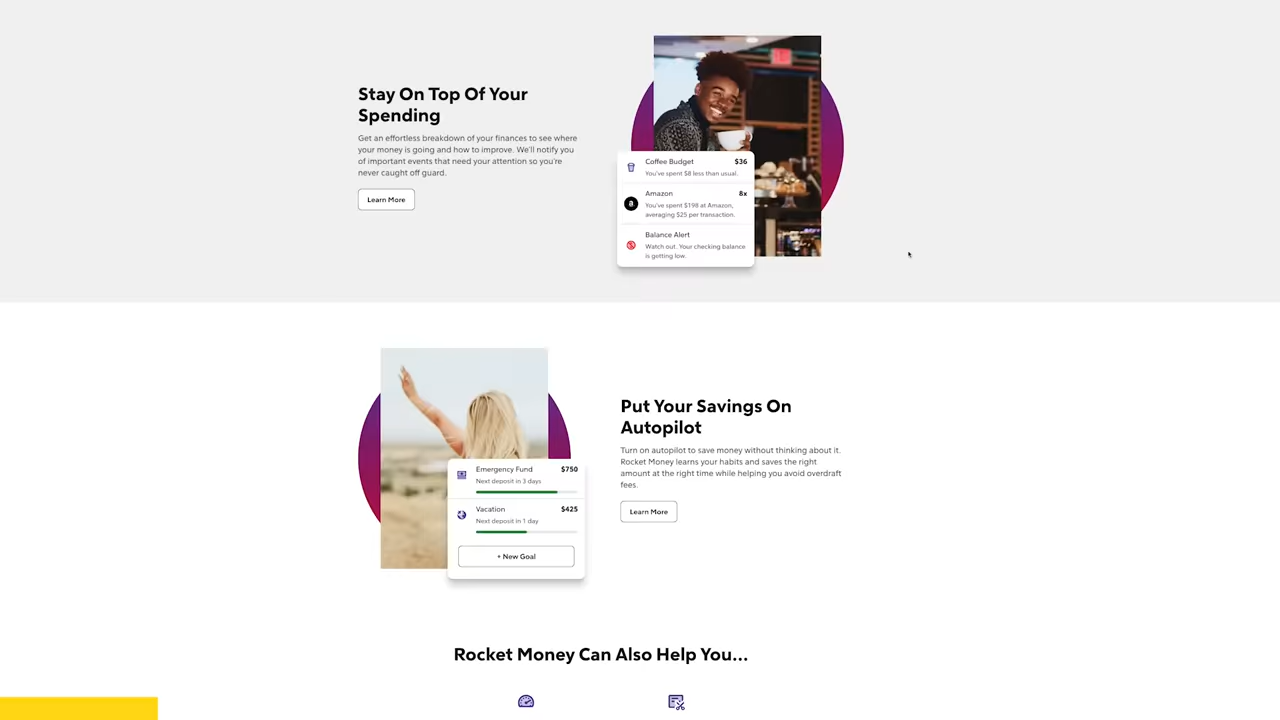 Stay On Top Of Your
Spending
Get an effortless breakdown of your finances to see where
your money is going and how to improve. We'll notify you
of important events that need your attention so you're
never caught off guard.
Learn More
Coffee Budget $36
You've spent $8 less than usual.
Amazon 8x
You've spent $198 at Amazon,
averaging $25 per transaction.
Balance Alert
Watch out. Your checking balance
is getting low.
Emergency Fund $750
Next deposit in 3 days
Vacation $425
Next deposit in 1 day
+ New Goal
Put Your Savings On
Autopilot
Turn on autopilot to save money without thinking about it.
Rocket Money learns your habits and saves the right
amount at the right time while helping you avoid overdraft
fees.
Learn More
Rocket Money Can Also Help You...